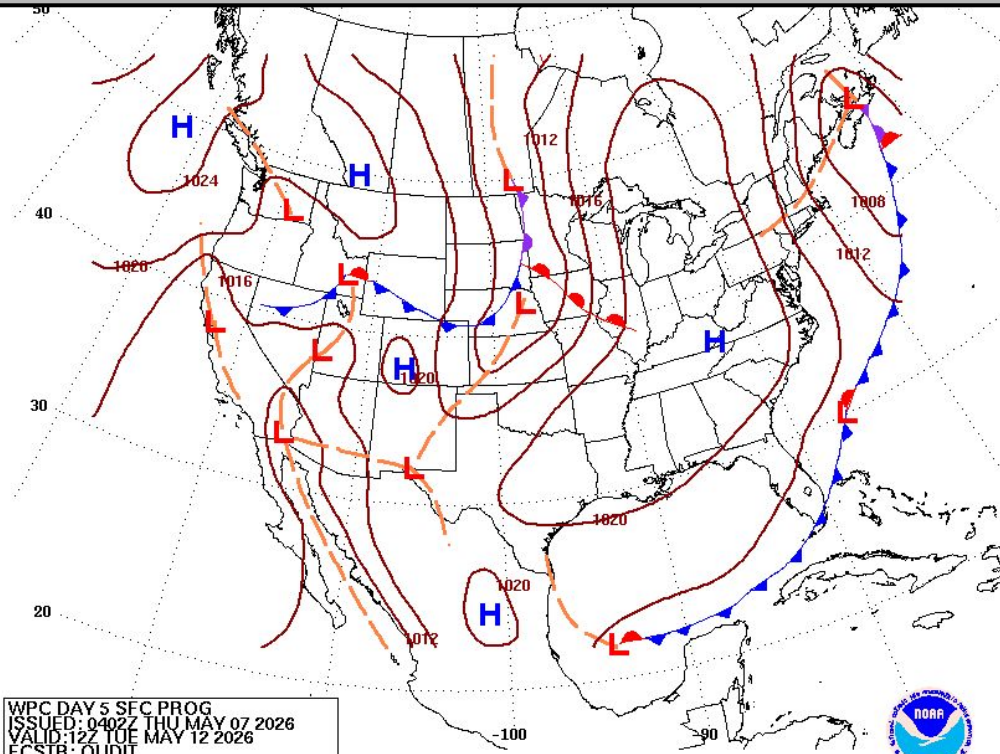 50
H
L
1024
H
1012
L
1016
1008
40
L
1012
1028
L
1016
L
L
H
L
H
1020
L
30
L
L
1020
1020
H
20
1012
L
WPC DAY 5 SFC PROG
ISSUED: 0402Z THU MAY 07 2026
VALID:12Z TUE MAY 12 2026
-100
-90
NOAA